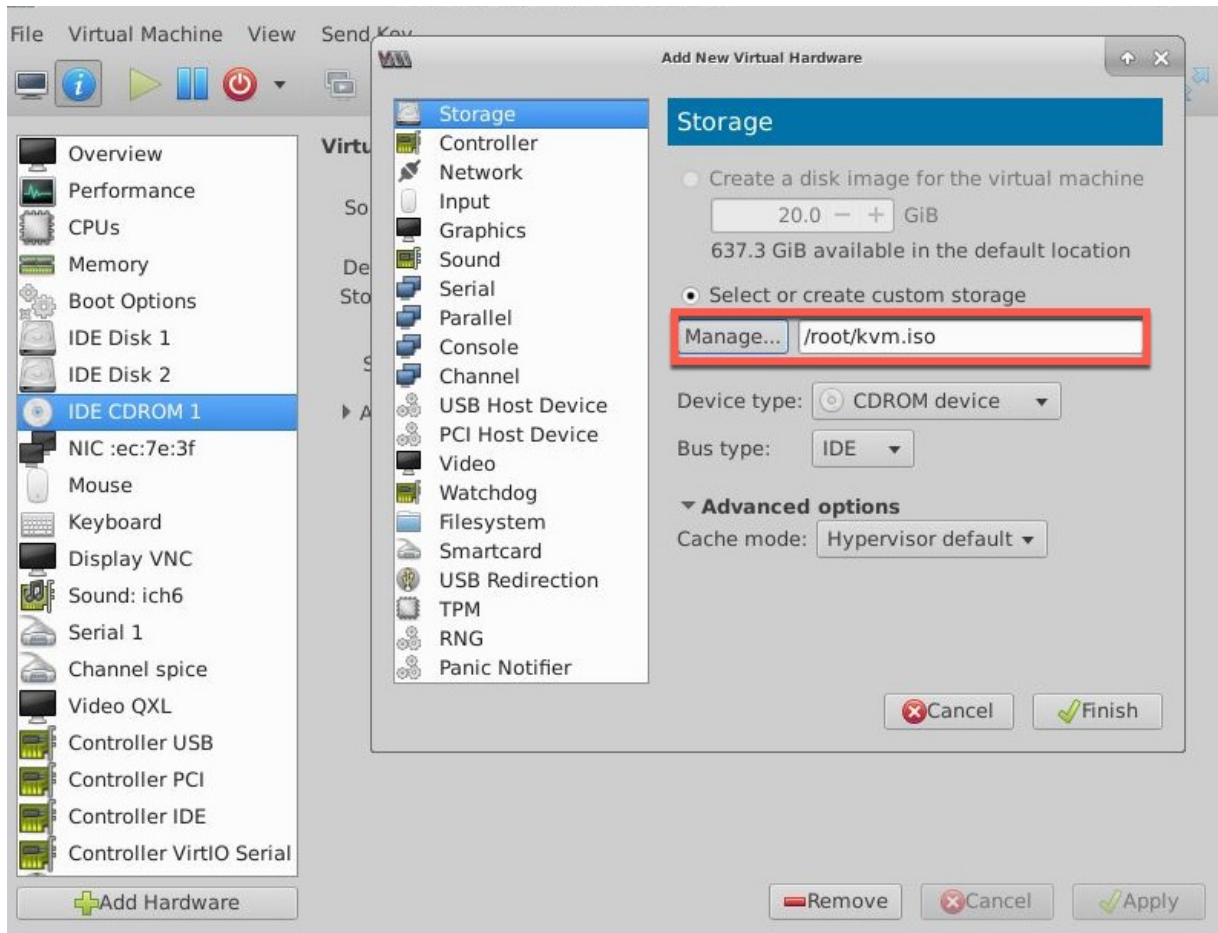 File Virtual Machine View Send Key
Add New Virtual Hardware
Overview
Performance
CPUs
Memory
Boot Options
IDE Disk 1
IDE Disk 2
IDE CDROM 1
NIC :ec:7e:3f
Mouse
Keyboard
Display VNC
Sound: ich6
Serial 1
Channel spice
Video QXL
Controller USB
Controller PCI
Controller IDE
Controller VirtIO Serial
Add Hardware
Virtu
So
De
Sto
S
A
Storage
Controller
Network
Input
Graphics
Sound
Serial
Parallel
Console
Channel
USB Host Device
PCI Host Device
Video
Watchdog
Filesystem
Smartcard
USB Redirection
TPM
RNG
Panic Notifier
Storage
Create a disk image for the virtual machine
20.0 − + GiB
637.3 GiB available in the default location
Select or create custom storage
Manage... /root/kvm.iso
Device type: CDROM device
Bus type: IDE
Advanced options
Cache mode: Hypervisor default
Cancel Finish
Remove Cancel Apply